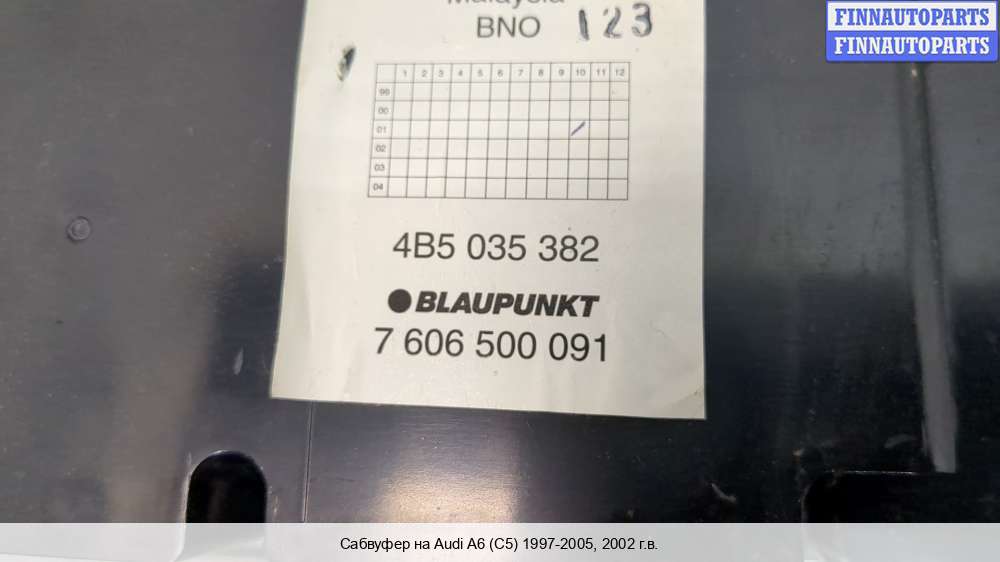 FINNAUTOPARTS
FINNAUTOPARTS
Malaysia
BNO 123
1 2 3 4 5 6 7 8 9 10 11 12
99
00
01
02
03
04
4B5 035 382
BLAUPUNKT
7 606 500 091
Сабвуфер на Audi A6 (C5) 1997-2005, 2002 г.в.